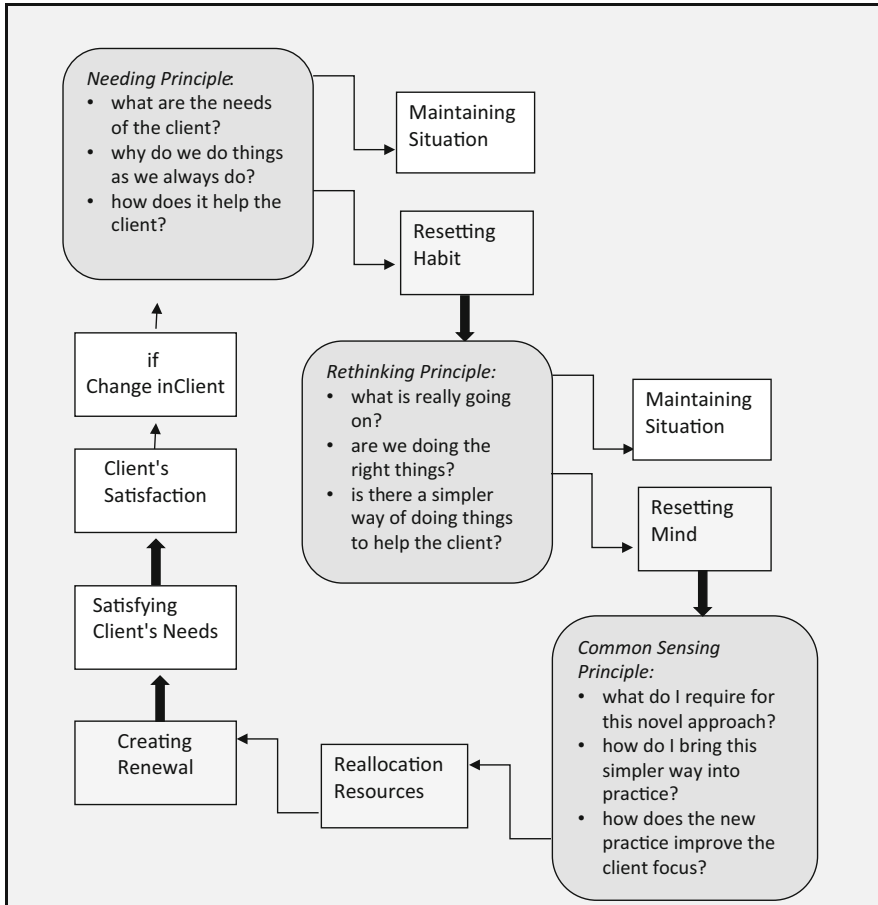 Needing Principle:
• what are the needs
of the client?
• why do we do things
as we always do?
• how does it help the
client?
Maintaining
Situation
Resetting
Habit
Rethinking Principle:
• what is really going
on?
• are we doing the
right things?
• is there a simpler
way of doing things
to help the client?
Maintaining
Situation
Resetting
Mind
Common Sensing
Principle:
• what do I require for
this novel approach?
• how do I bring this
simpler way into
practice?
• how does the new
practice improve the
client focus?
Reallocation
Resources
Creating
Renewal
Satisfying
Client's Needs
Client's
Satisfaction
if
Change inClient